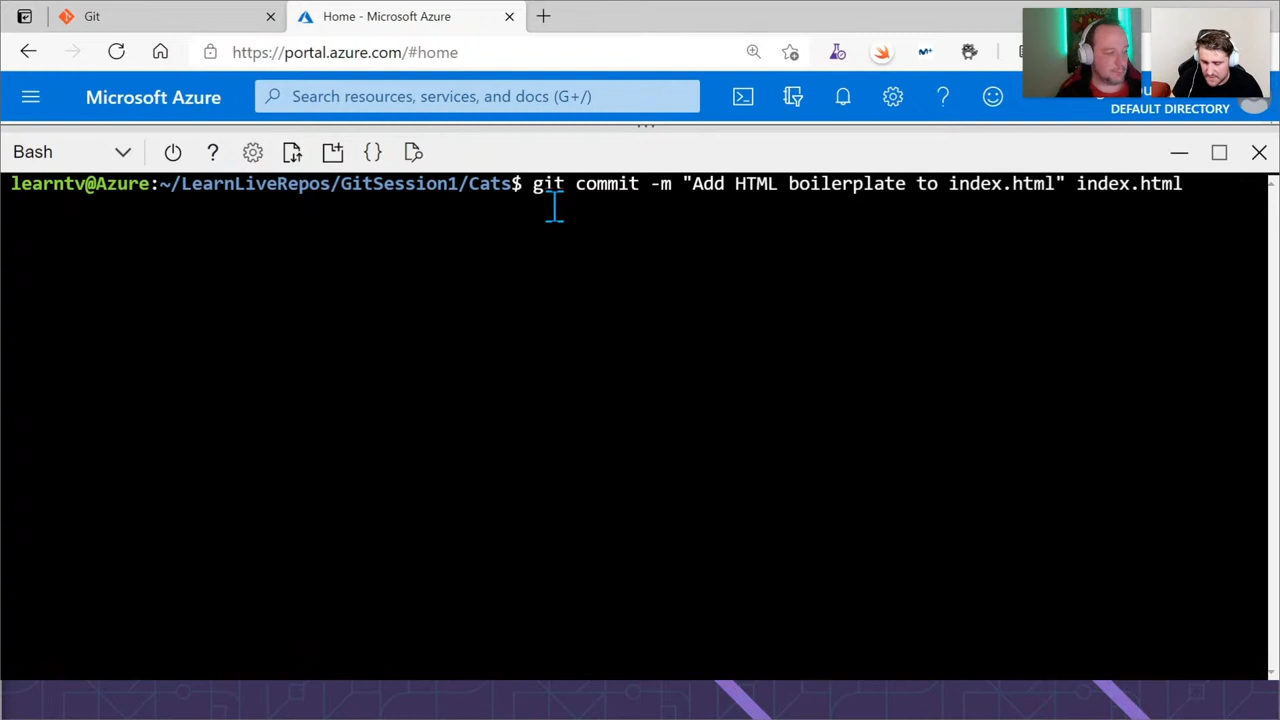 Git
Home - Microsoft Azure
https://portal.azure.com/#home
Microsoft Azure
Search resources, services, and docs (G+/)
DEFAULT DIRECTORY
Bash
learntv@Azure:~/LearnLiveRepos/GitSession1/Cats$ git commit -m "Add HTML boilerplate to index.html" index.html